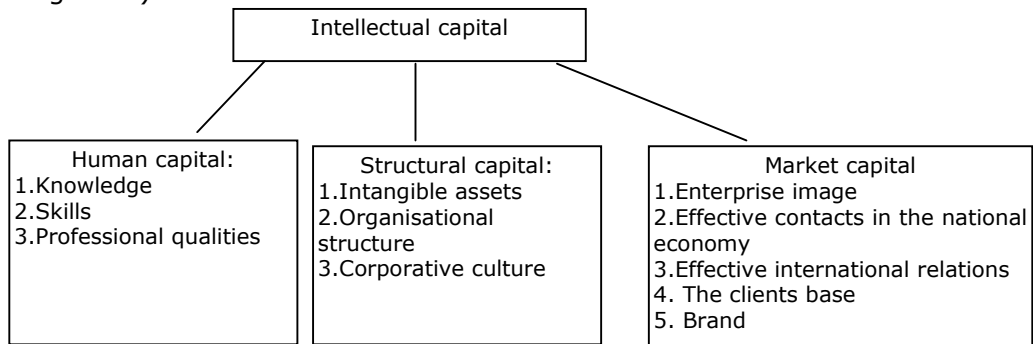 Intellectual capital
Human capital:
1.Knowledge
2.Skills
3.Professional qualities
Structural capital:
1.Intangible assets
2.Organisational
structure
3.Corporative culture
Market capital
1.Enterprise image
2.Effective contacts in the national
economy
3.Effective international relations
4. The clients base
5. Brand